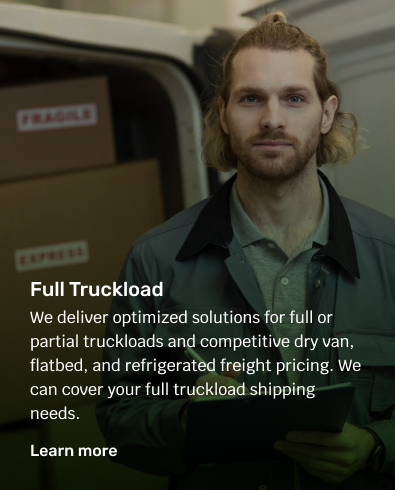 FRAGILE
EXPRESS
Full Truckload
We deliver optimized solutions for full or
partial truckloads and competitive dry van,
flatbed, and refrigerated freight pricing. We
can cover your full truckload shipping
needs.
Learn more